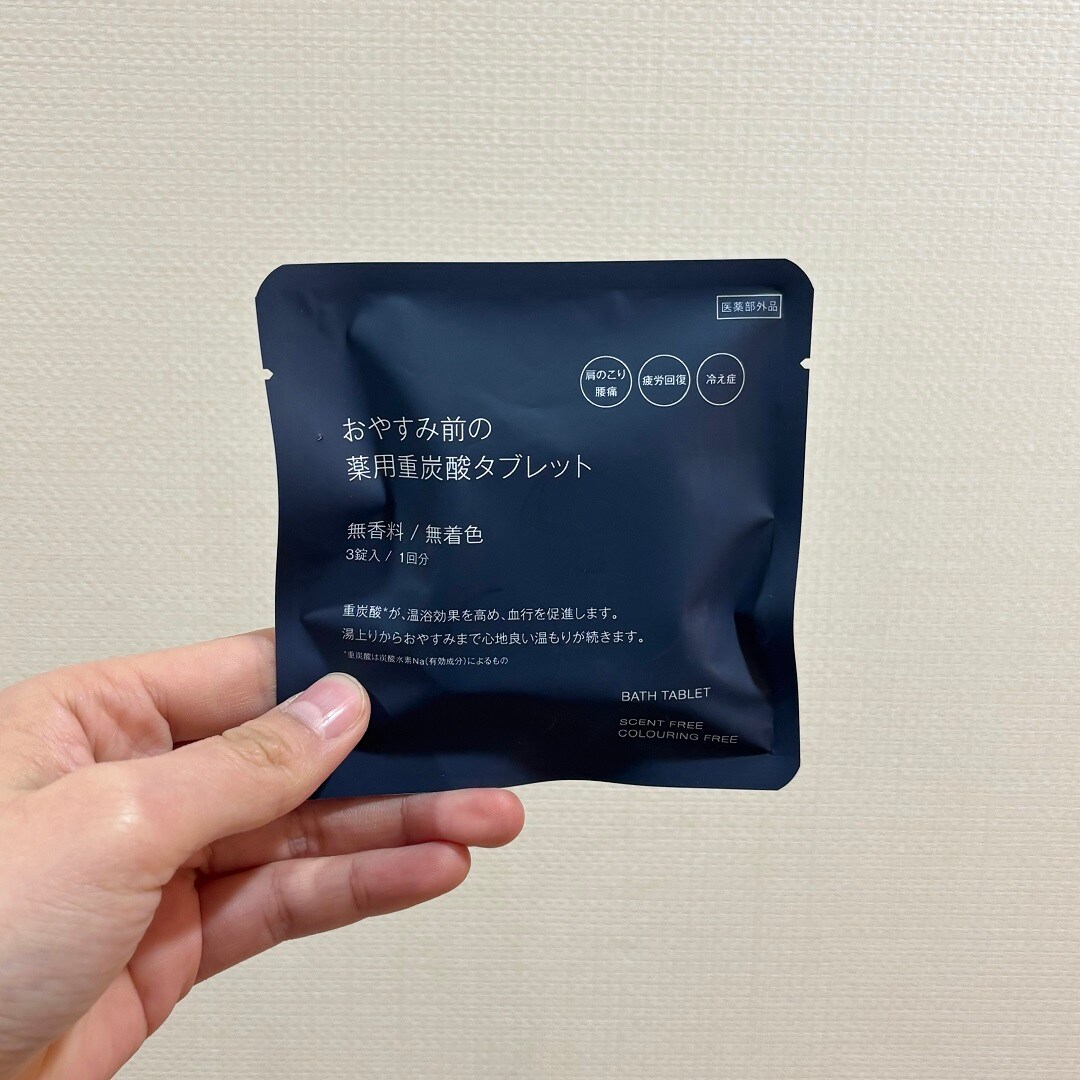 医薬部外品
肩のこり
腰痛
疲労回復
冷え症
おやすみ前の
薬用重炭酸タブレット
無香料 / 無着色
3錠入 / 1回分
重炭酸*が、温浴効果を高め、血行を促進します。
湯上りからおやすみまで心地良い温もりが続きます。
*重炭酸は炭酸水素Na(有効成分)によるもの
BATH TABLET
SCENT FREE
COLOURING FREE